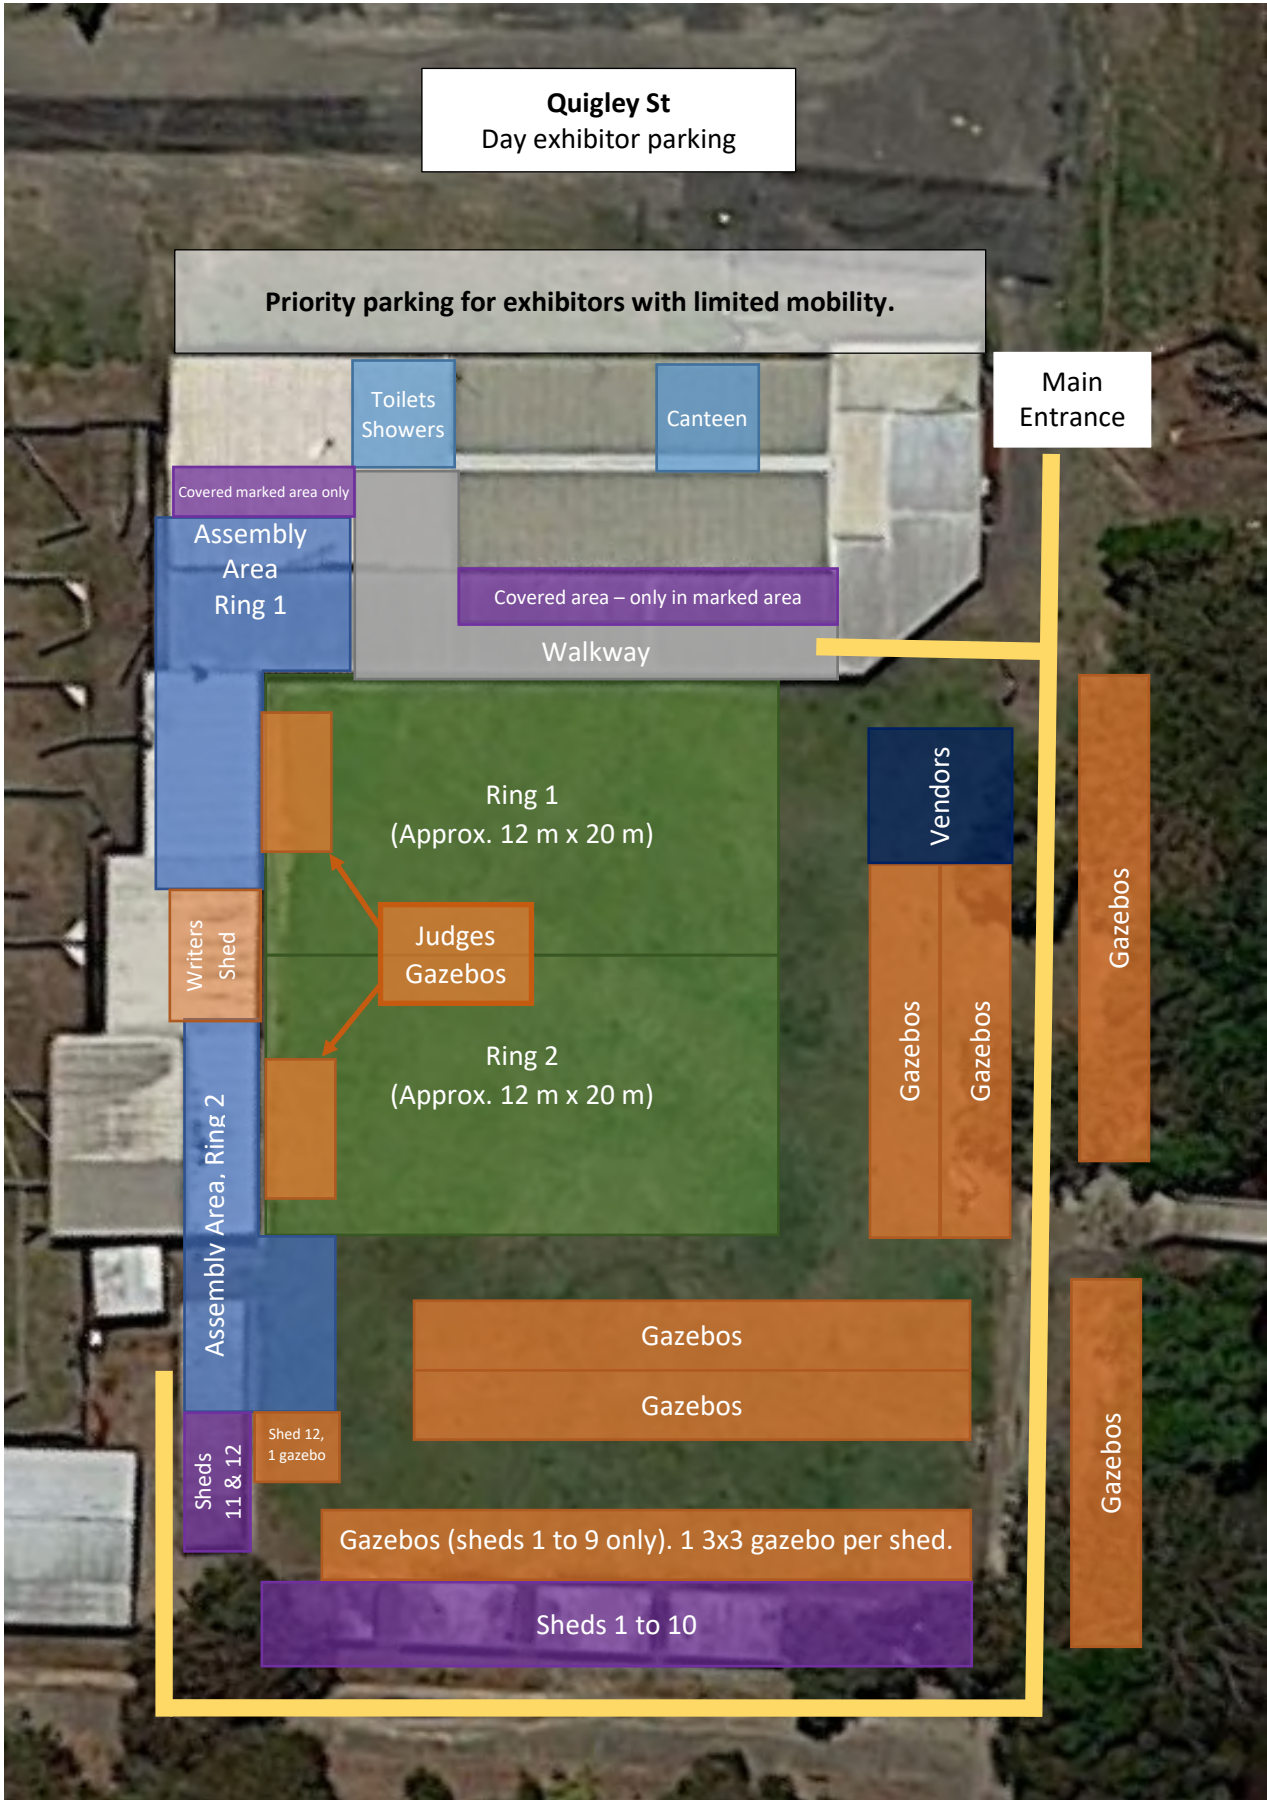 Quigley St
Day exhibitor parking
Priority parking for exhibitors with limited mobility.
Main
Entrance
Toilets
Showers
Canteen
Covered marked area only
Assembly
Area
Ring 1
Covered area – only in marked area
Walkway
Ring 1
(Approx. 12 m x 20 m)
Vendors
Gazebos
Writers
Shed
Judges
Gazebos
Gazebos
Gazebos
Ring 2
(Approx. 12 m x 20 m)
Assembly Area, Ring 2
Gazebos
Gazebos
Gazebos
Shed 12,
1 gazebo
Sheds
11 & 12
Gazebos (sheds 1 to 9 only). 1 3x3 gazebo per shed.
Sheds 1 to 10